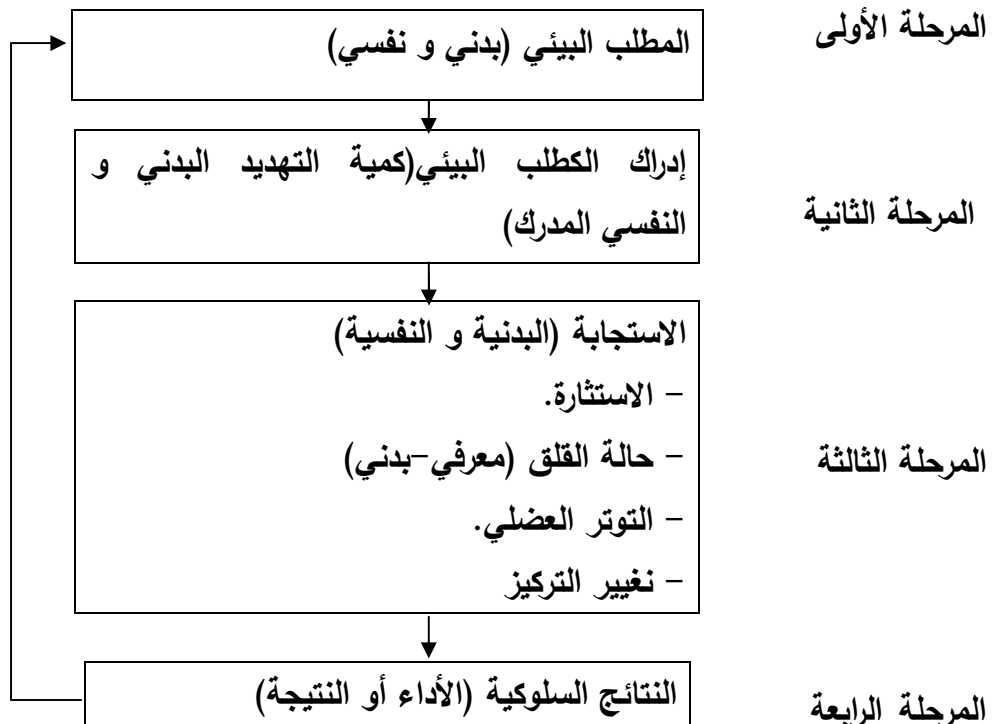 المرحلة الأولى
المطلب البيئي (بدني و نفسي)
المرحلة الثانية
إدراك الكطلب البيئي(كمية التهديد البدني و
النفسي المدرك)
المرحلة الثالثة
الاستجابة (البدنية و النفسية)
- الاستثارة.
- حالة القلق (معرفي-بدني)
- التوتر العضلي.
- نغيير التركيز
المرحلة الرابعة
النتائج السلوكية (الأداء أو النتيجة)